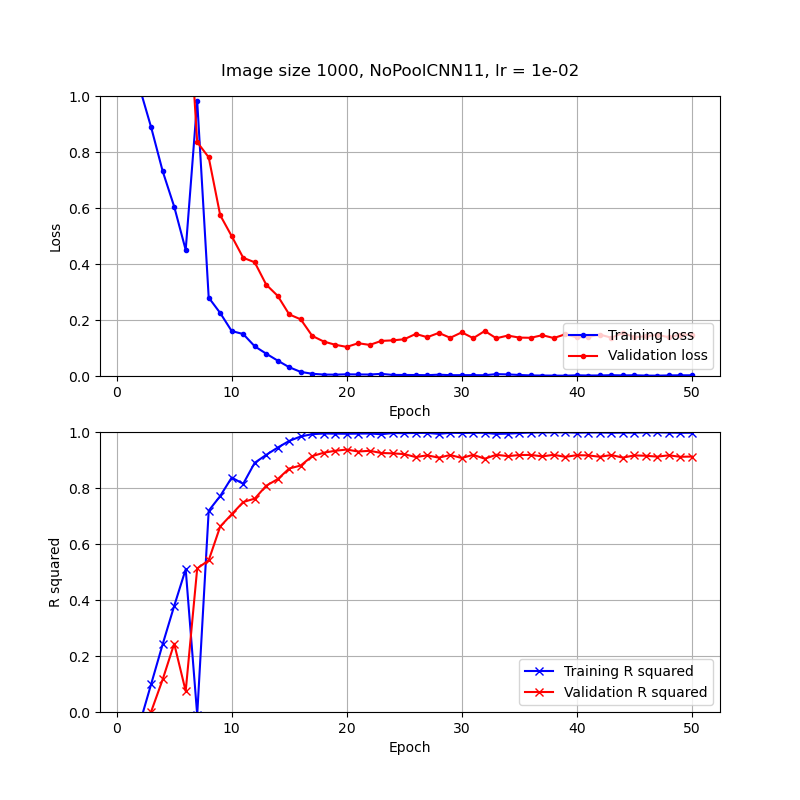 Image size 1000, NoPoolCNN11, lr = 1e-02
1.0
0.8
0.6
0.4
0.2
0.0
Loss
0 10 20 30 40 50
Epoch
Training loss
Validation loss
1.0
0.8
0.6
0.4
0.2
0.0
R squared
0 10 20 30 40 50
Epoch
Training R squared
Validation R squared